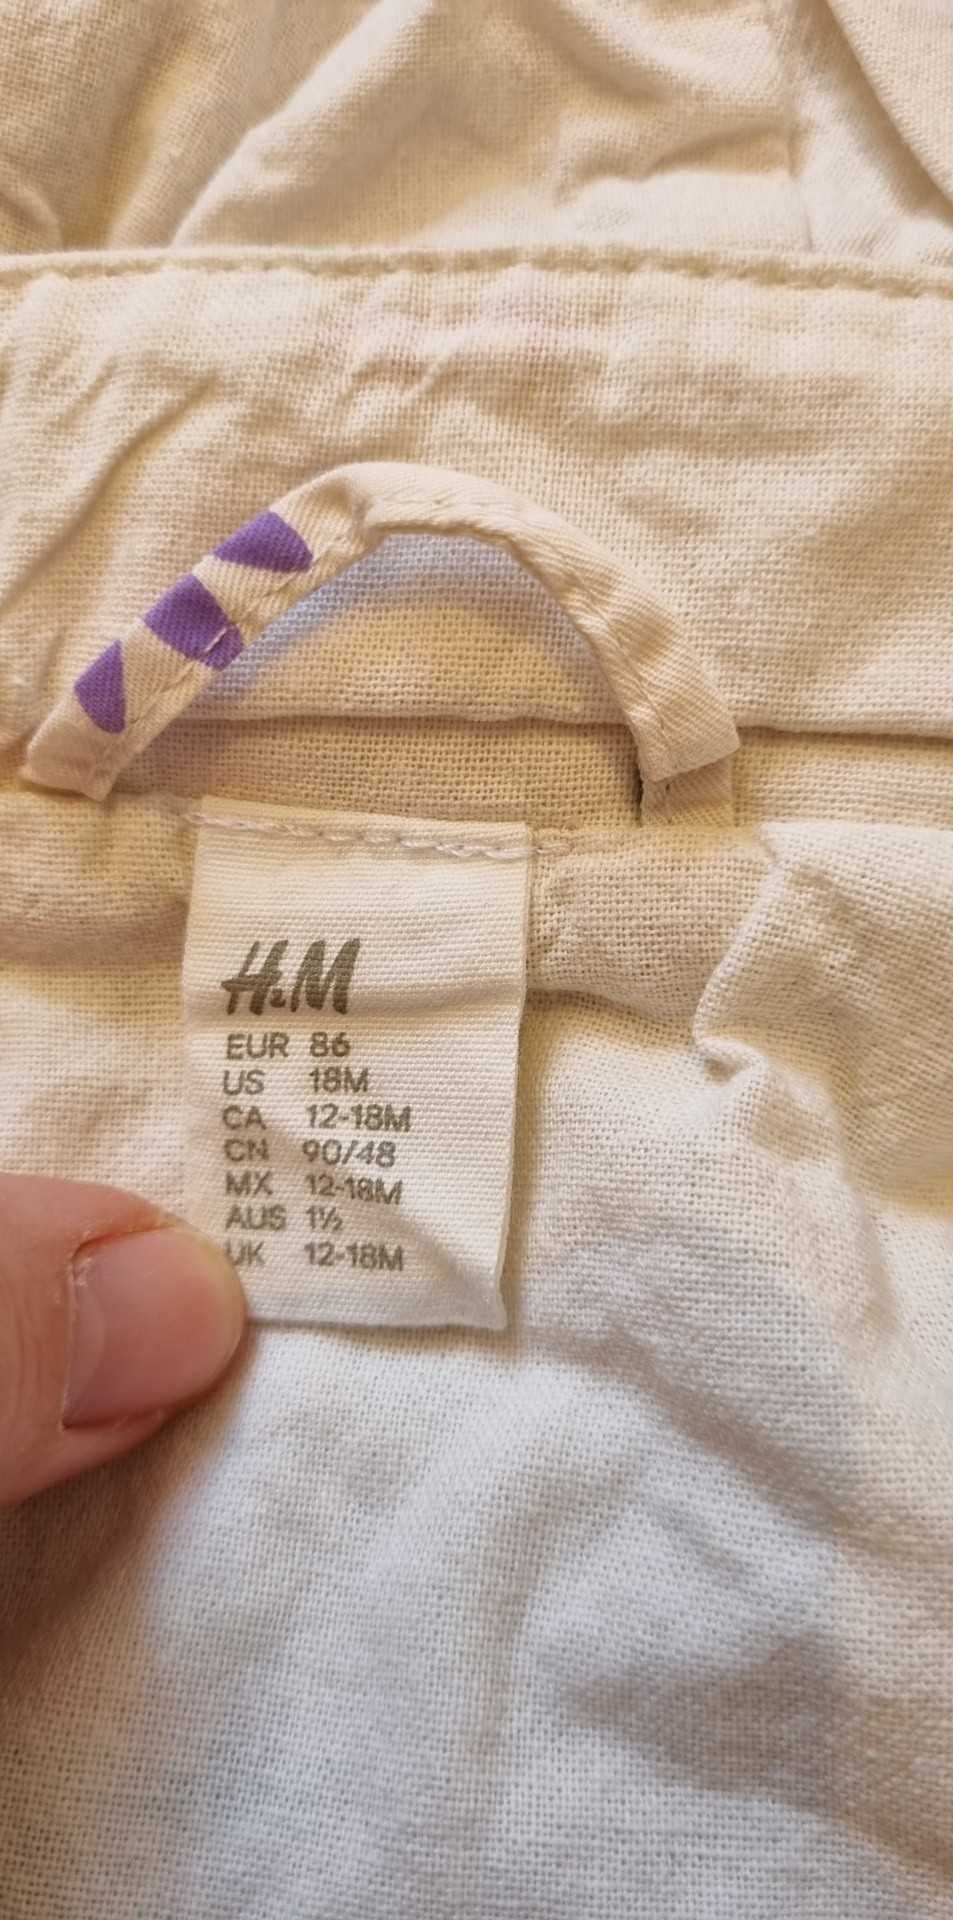 H&M
EUR 86
US 18M
CA 12-18M
CN 90/48
MX 12-18M
AUS 1½
UK 12-18M